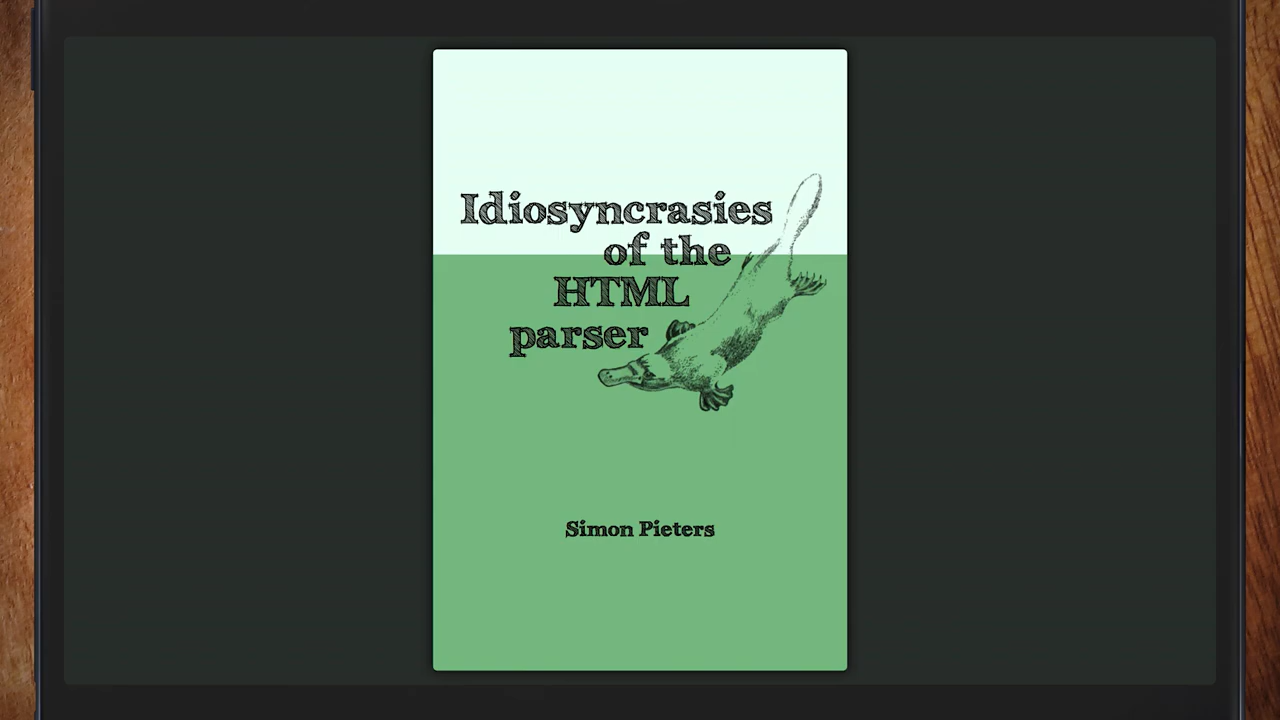 Idiosyncrasies
of the
HTML
parser
Simon Pieters